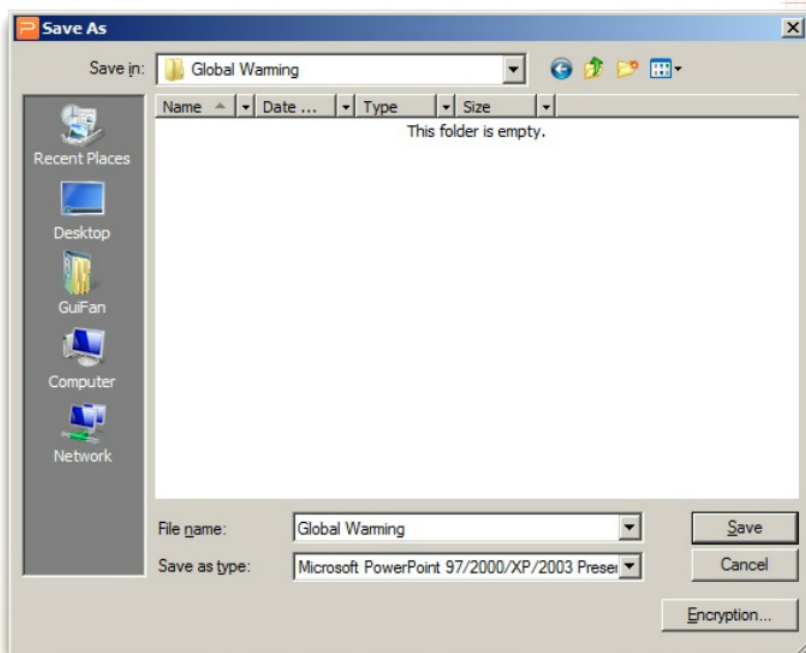 Save As
Save in:
Global Warming
Name
Date ...
Type
Size
This folder is empty.
Recent Places
Desktop
GuiFan
Computer
Network
File name:
Global Warming
Save
Save as type:
Microsoft PowerPoint 97/2000/XP/2003 Presei
Cancel
Encryption...